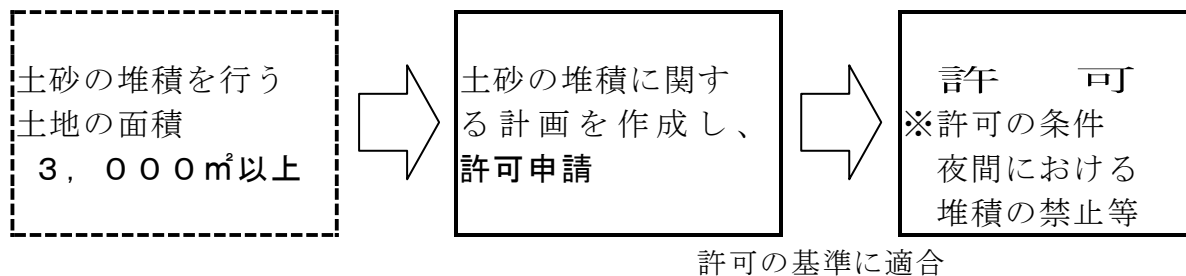 土砂の堆積を行う
土地の面積
３，０００㎡以上
土砂の堆積に関す
る計画を作成し、
許可申請
許　可
※許可の条件
夜間における
堆積の禁止等
許可の基準に適合